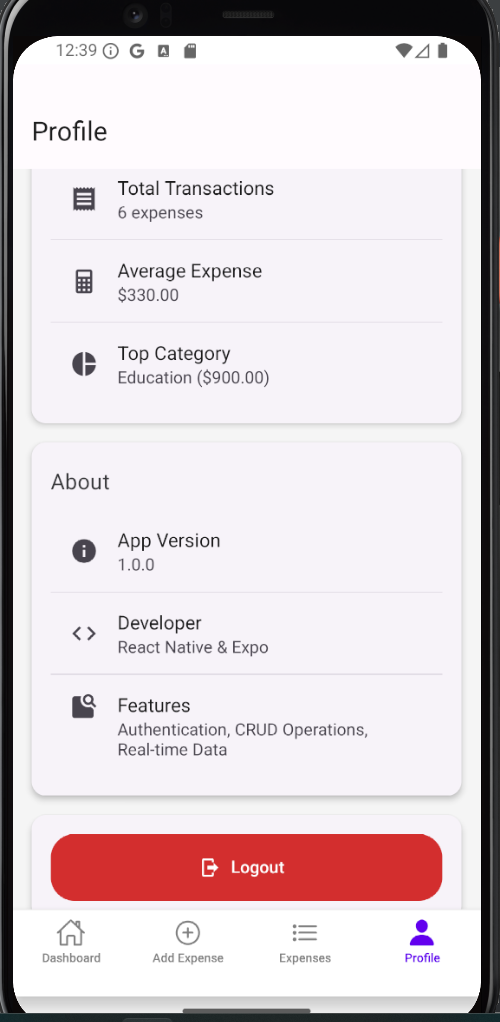 12:39
Profile
Total Transactions
6 expenses
Average Expense
$330.00
Top Category
Education ($900.00)
About
App Version
1.0.0
Developer
React Native & Expo
Features
Authentication, CRUD Operations,
Real-time Data
Logout
Dashboard
Add Expense
Expenses
Profile